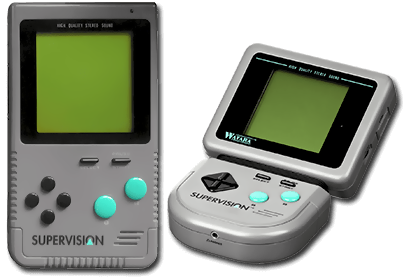 HIGH QUALITY STEREO SOUND
SUPERVISION
HIGH QUALITY STEREO SOUND
WATARA
SUPERVISION